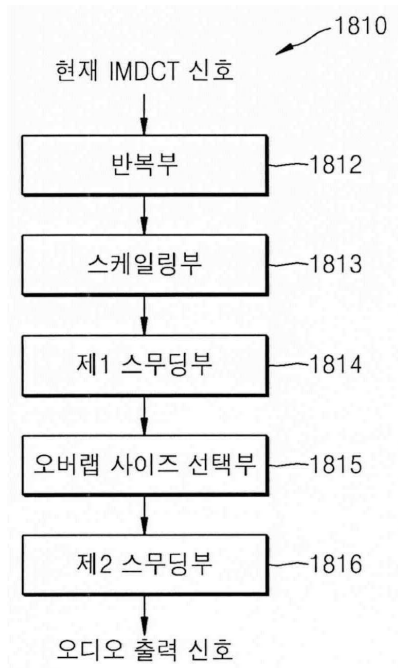 1810
현재 IMDCT 신호
반복부 1812
스케일링부 1813
제1 스무딩부 1814
오버랩 사이즈 선택부 1815
제2 스무딩부 1816
오디오 출력 신호